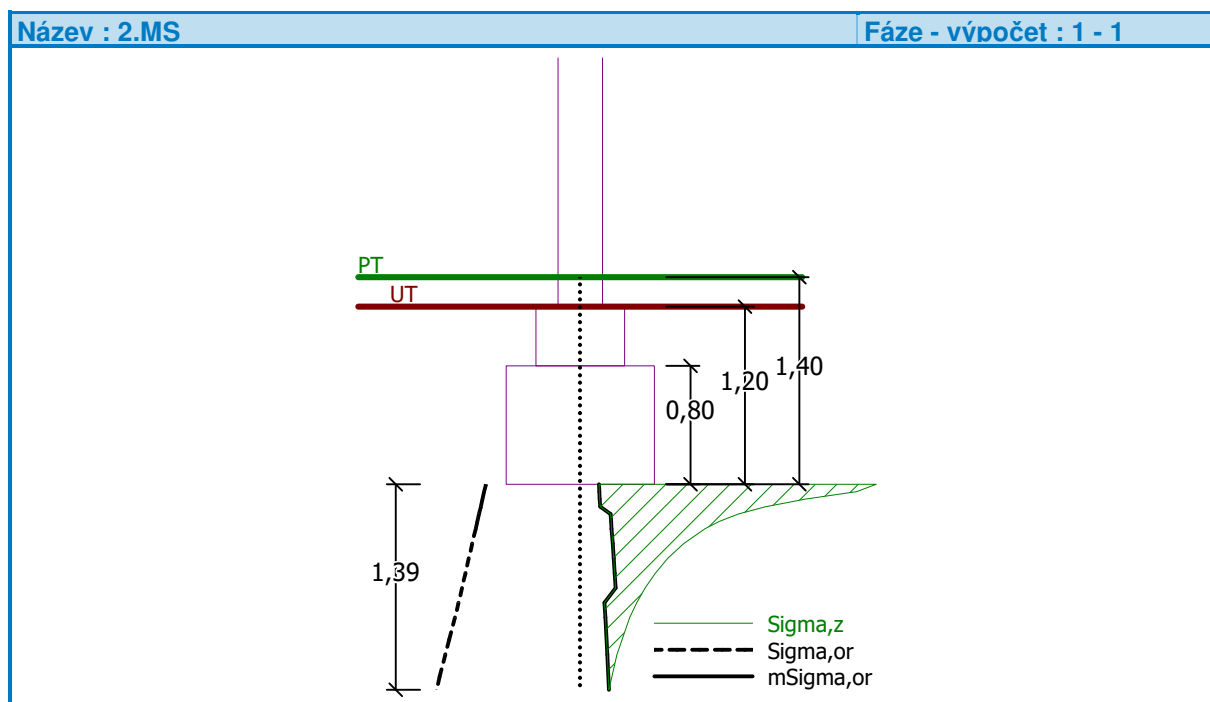 Název : 2.MS
Fáze - výpočet : 1 - 1
PT
UT
1,40
1,20
0,80
1,39
Sigma,z
Sigma,or
mSigma,or